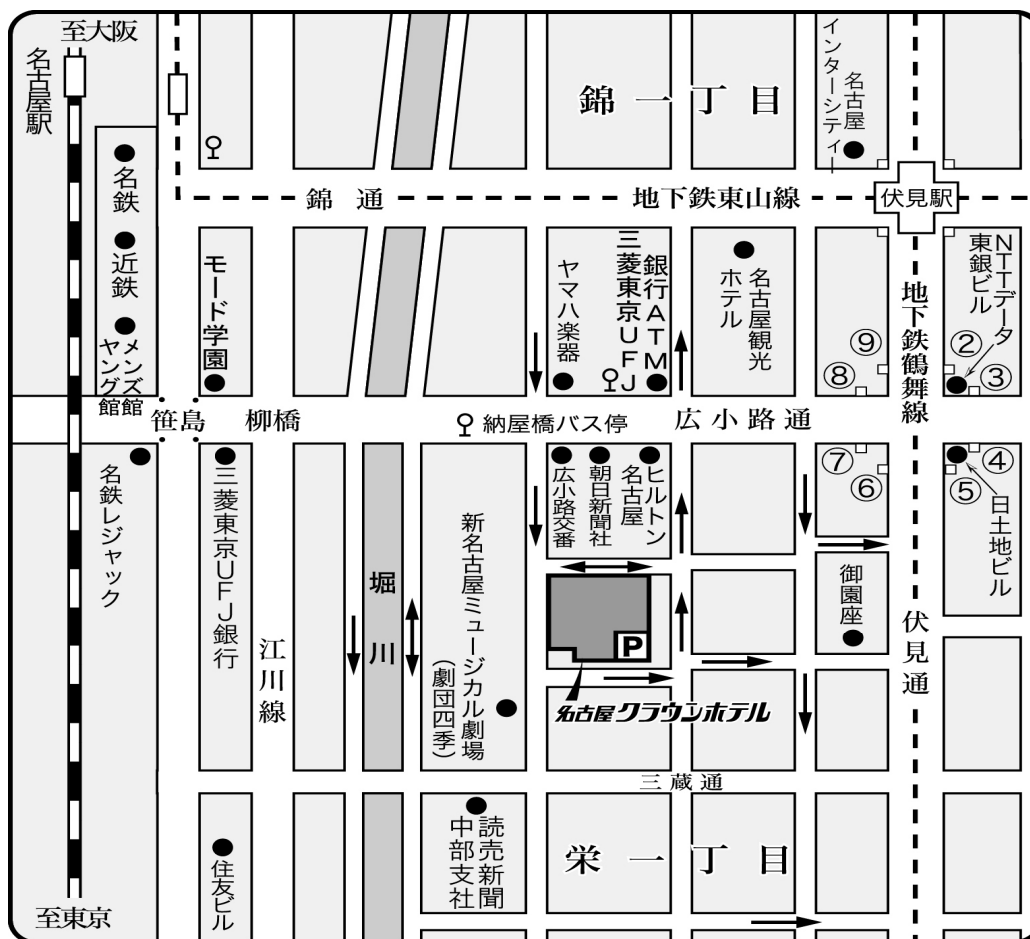 至大阪
名古屋駅
名鉄
近鉄
メンズ館
ヤング館
モード学園
錦通
地下鉄東山線
錦一丁目
名古屋
インターシティー
伏見駅
ヤマハ楽器
三菱東京UFJ
銀行ATM
名古屋観光
ホテル
地下鉄鶴舞線
NTTデータ
東銀ビル
⑨
⑧
②
③
笹島
柳橋
納屋橋バス停
広小路通
名鉄レジャック
三菱東京UFJ銀行
江川線
堀川
新名古屋ミュージカル劇場
(劇団四季)
広小路交番
朝日新聞社
ヒルトン
名古屋
⑦
⑥
④
⑤
日土地ビル
御園座
伏見通
P
名古屋クラウンホテル
三蔵通
読売新聞
中部支社
栄一丁目
住友ビル
至東京